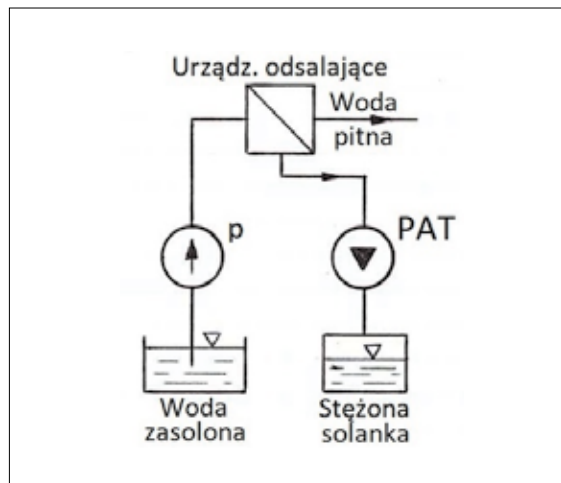 Urządz. odsalające
Woda
pitna
p
PAT
Woda
zasolona
Stężona
solanka